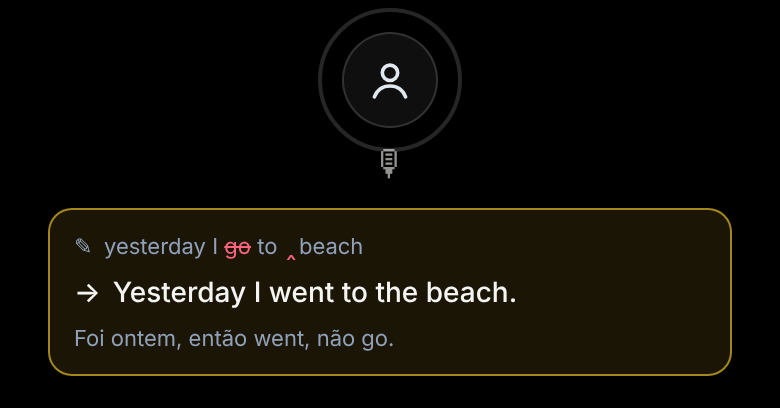 ✎ yesterday I go to ‸beach
→ Yesterday I went to the beach.
Foi ontem, então went, não go.